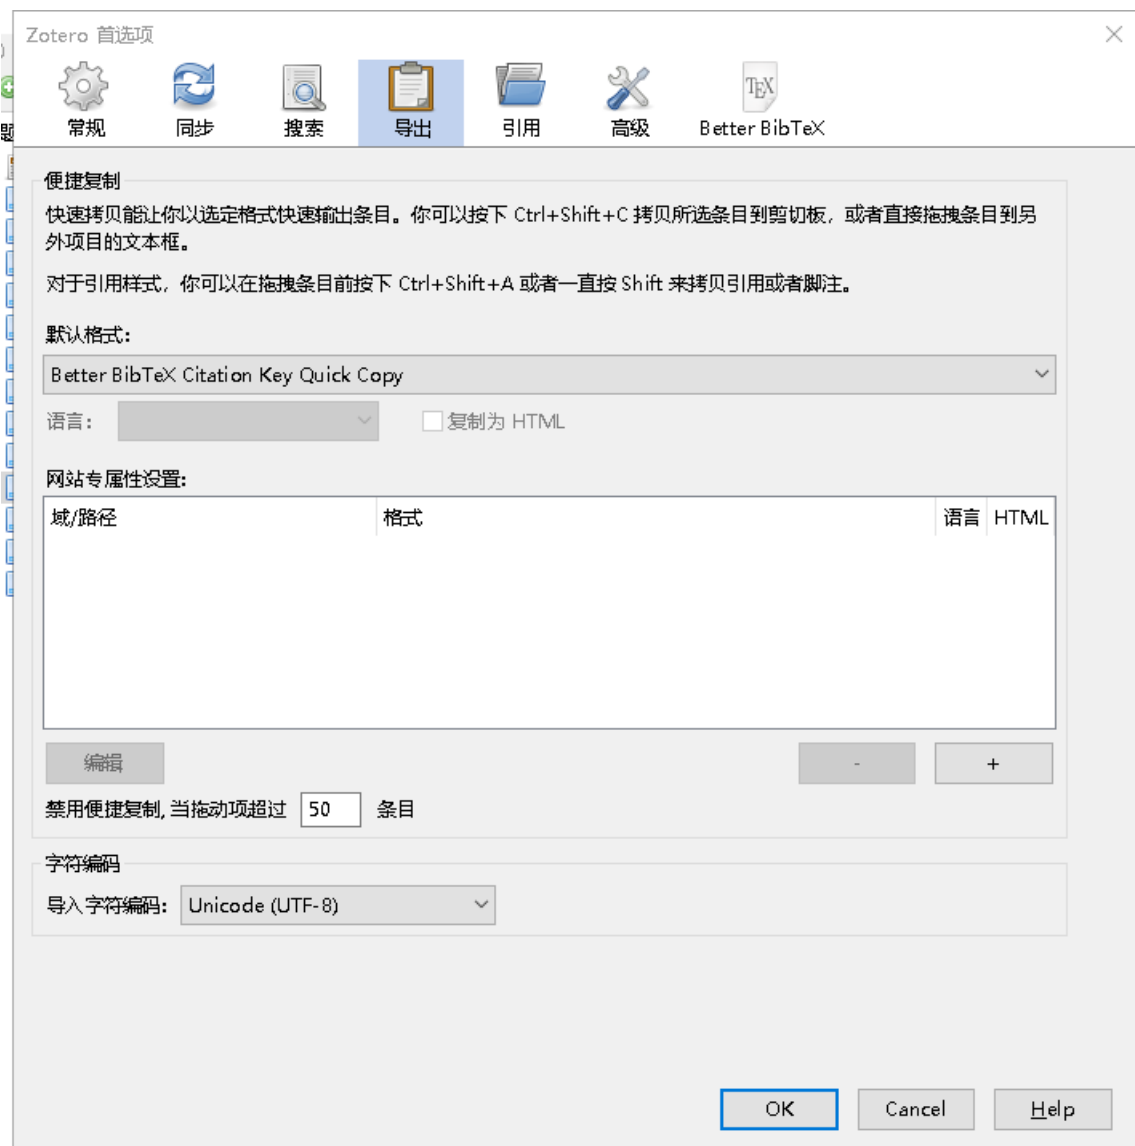 Zotero 首选项
常规
同步
搜索
导出
引用
高级
TEX
Better BibTeX
便捷复制
快速拷贝能让你以选定格式快速输出条目。你可以按下 Ctrl+Shift+C 拷贝所选条目到剪切板，或者直接拖拽条目到另
外项目的文本框。
对于引用样式，你可以在拖拽条目前按下 Ctrl+Shift+A 或者一直按 Shift 来拷贝引用或者脚注。
默认格式:
Better BibTeX Citation Key Quick Copy
语言:
复制为 HTML
网站专属性设置:
域/路径 格式 语言 HTML
编辑 - +
禁用便捷复制,当拖动项超过 50 条目
字符编码
导入字符编码: Unicode (UTF-8)
OK Cancel Help